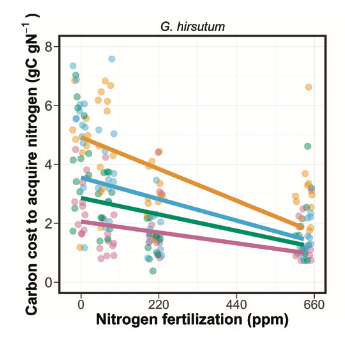 G. hirsutum
Carbon cost to acquire nitrogen (gC gN⁻¹)
8
6
4
2
0
0 220 440 660
Nitrogen fertilization (ppm)